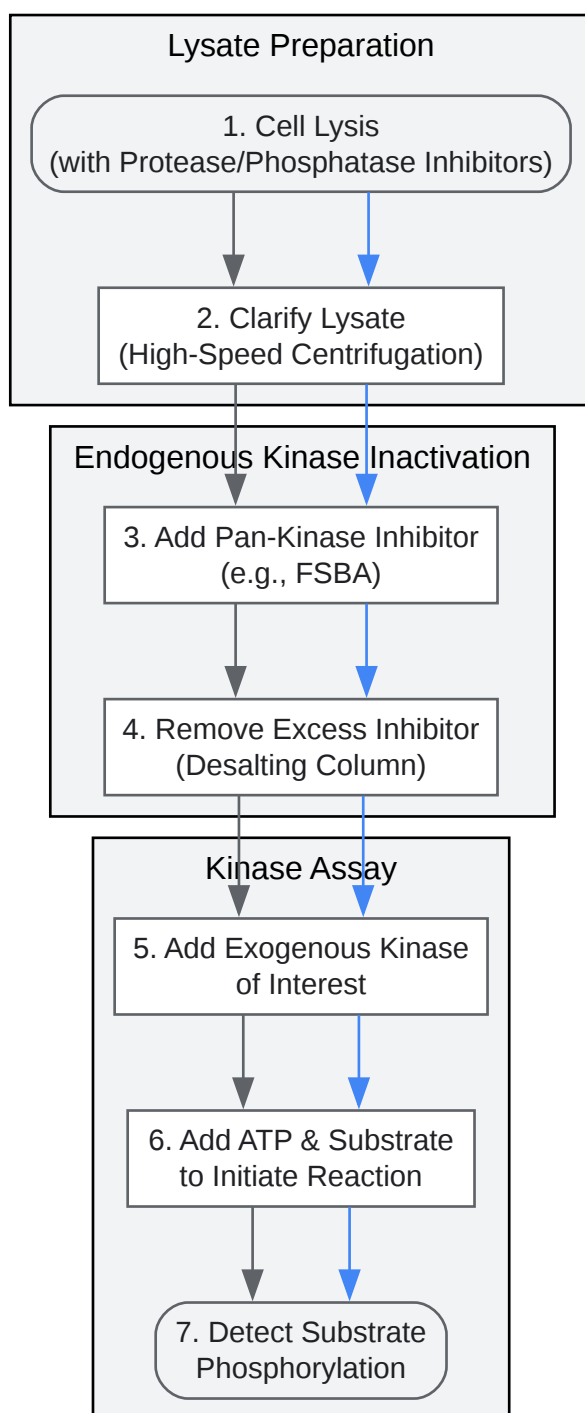 Lysate Preparation
1. Cell Lysis
(with Protease/Phosphatase Inhibitors)
2. Clarify Lysate
(High-Speed Centrifugation)
Endogenous Kinase Inactivation
3. Add Pan-Kinase Inhibitor
(e.g., FSBA)
4. Remove Excess Inhibitor
(Desalting Column)
Kinase Assay
5. Add Exogenous Kinase
of Interest
6. Add ATP & Substrate
to Initiate Reaction
7. Detect Substrate
Phosphorylation